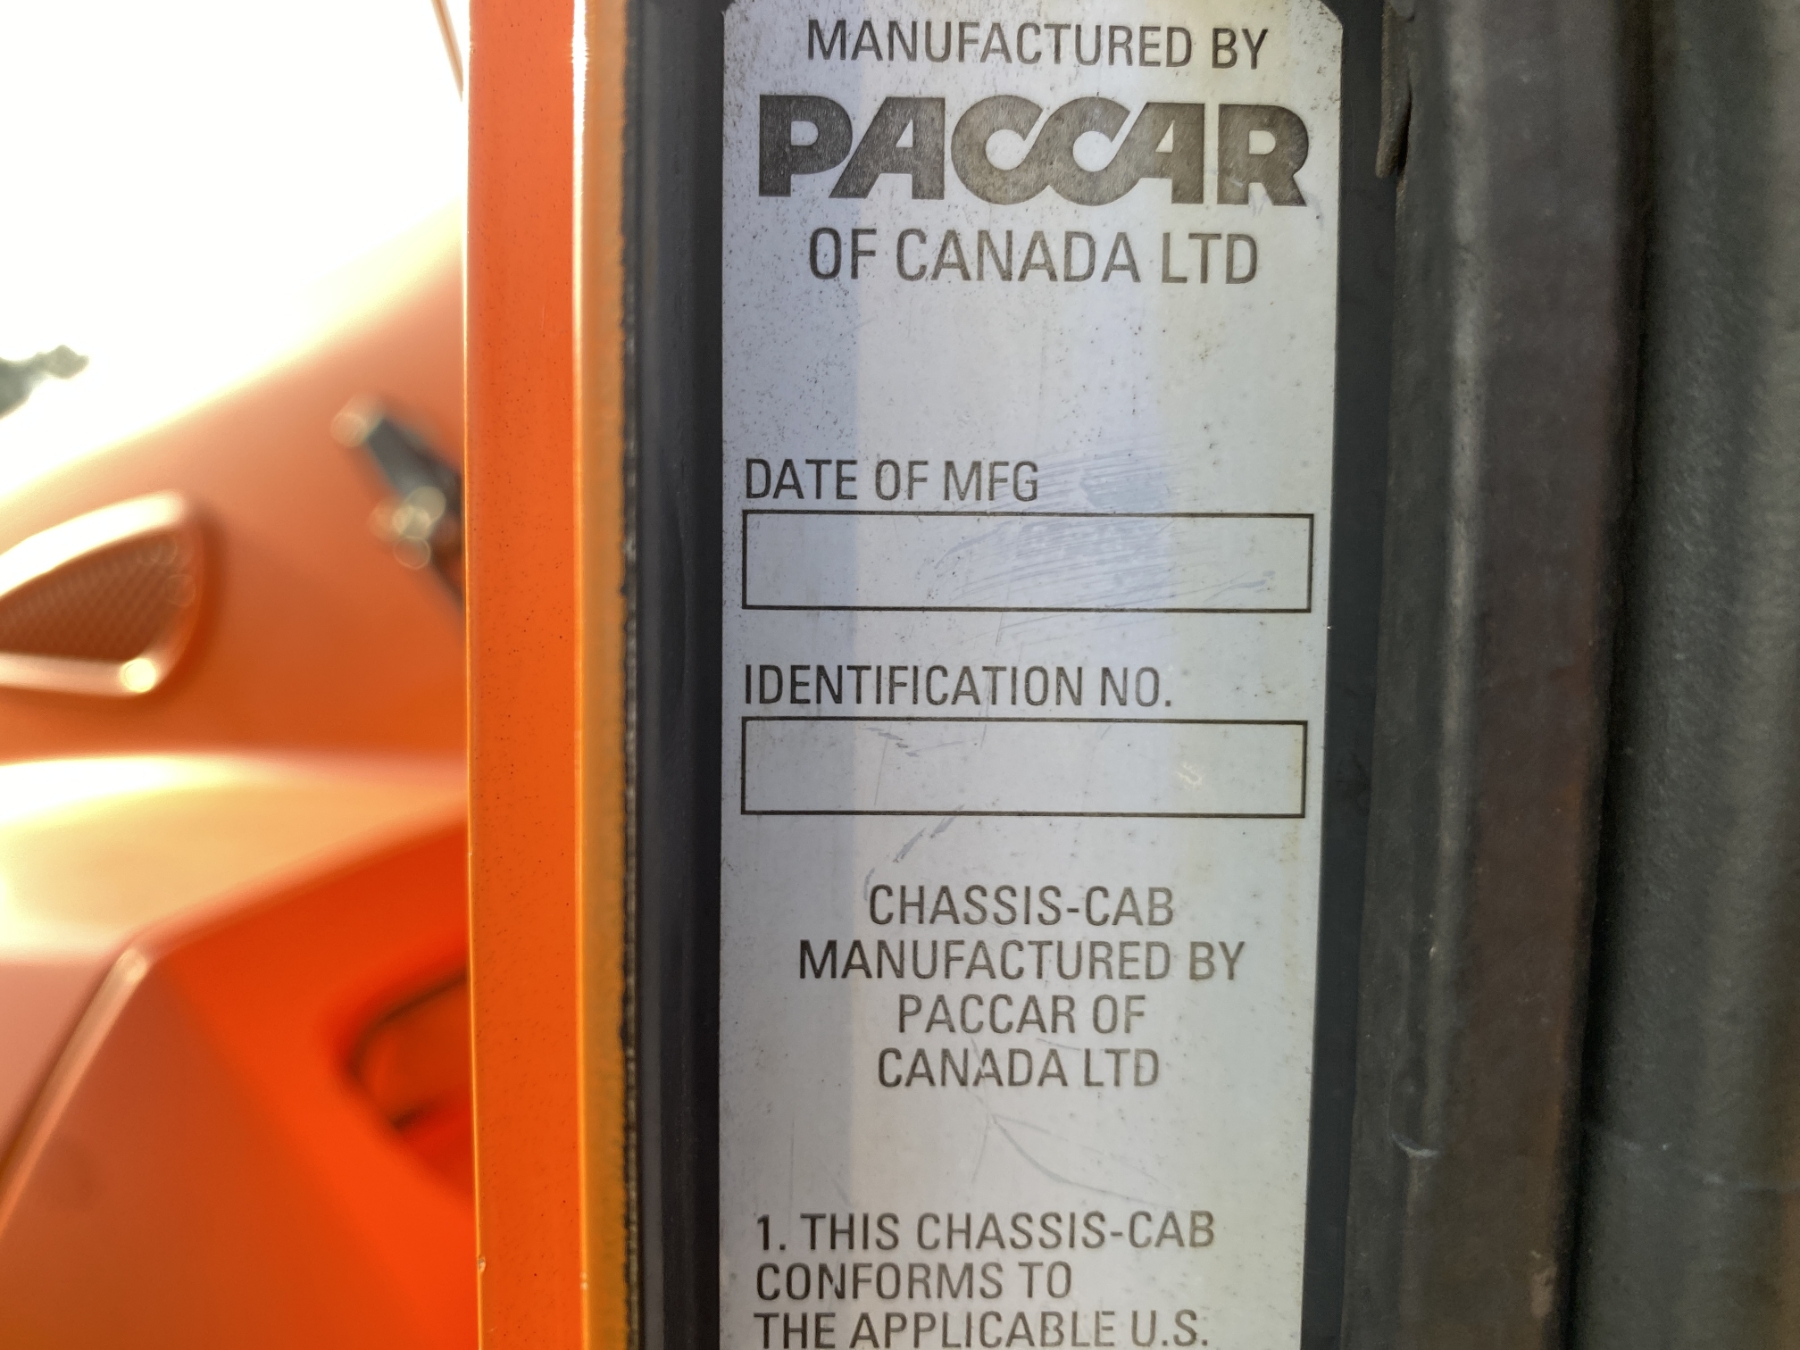 MANUFACTURED BY
PACCAR
OF CANADA LTD
DATE OF MFG
IDENTIFICATION NO.
CHASSIS-CAB
MANUFACTURED BY
PACCAR OF
CANADA LTD
1. THIS CHASSIS-CAB
CONFORMS TO
THE APPLICABLE U.S.